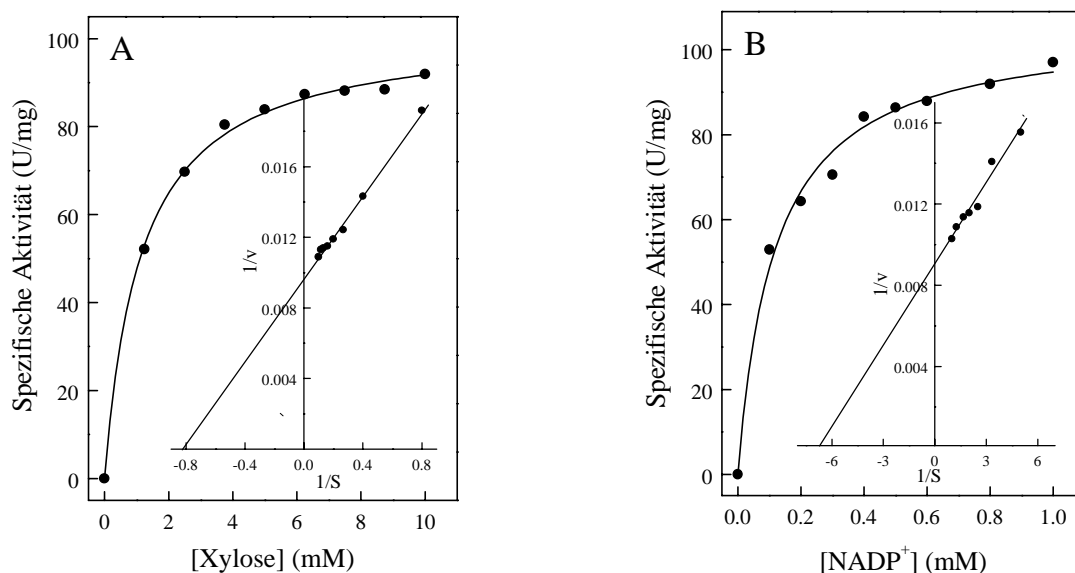 A
Spezifische Aktivität (U/mg)
100
80
60
40
20
0
0 2 4 6 8 10
[Xylose] (mM)
1/v
0.016
0.012
0.008
0.004
-0.8 -0.4 0.0 0.4 0.8
1/S
B
Spezifische Aktivität (U/mg)
100
80
60
40
20
0
0.0 0.2 0.4 0.6 0.8 1.0
[NADP+] (mM)
1/v
0.016
0.012
0.008
0.004
-6 -3 0 3 6
1/S